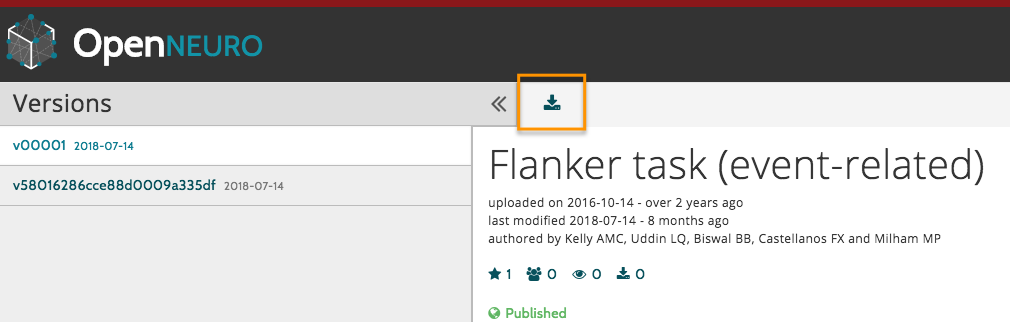 OpenNEURO
Versions
v00001 2018-07-14
v58016286cce88d0009a335df 2018-07-14
Flanker task (event-related)
uploaded on 2016-10-14 - over 2 years ago
last modified 2018-07-14 - 8 months ago
authored by Kelly AMC, Uddin LQ, Biswal BB, Castellanos FX and Milham MP
1 0 0 0
Published